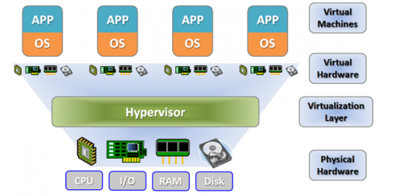 APP
OS
APP
OS
APP
OS
APP
OS
Virtual
Machines
Virtual
Hardware
Hypervisor
Virtualization
Layer
CPU
I/O
RAM
Disk
Physical
Hardware